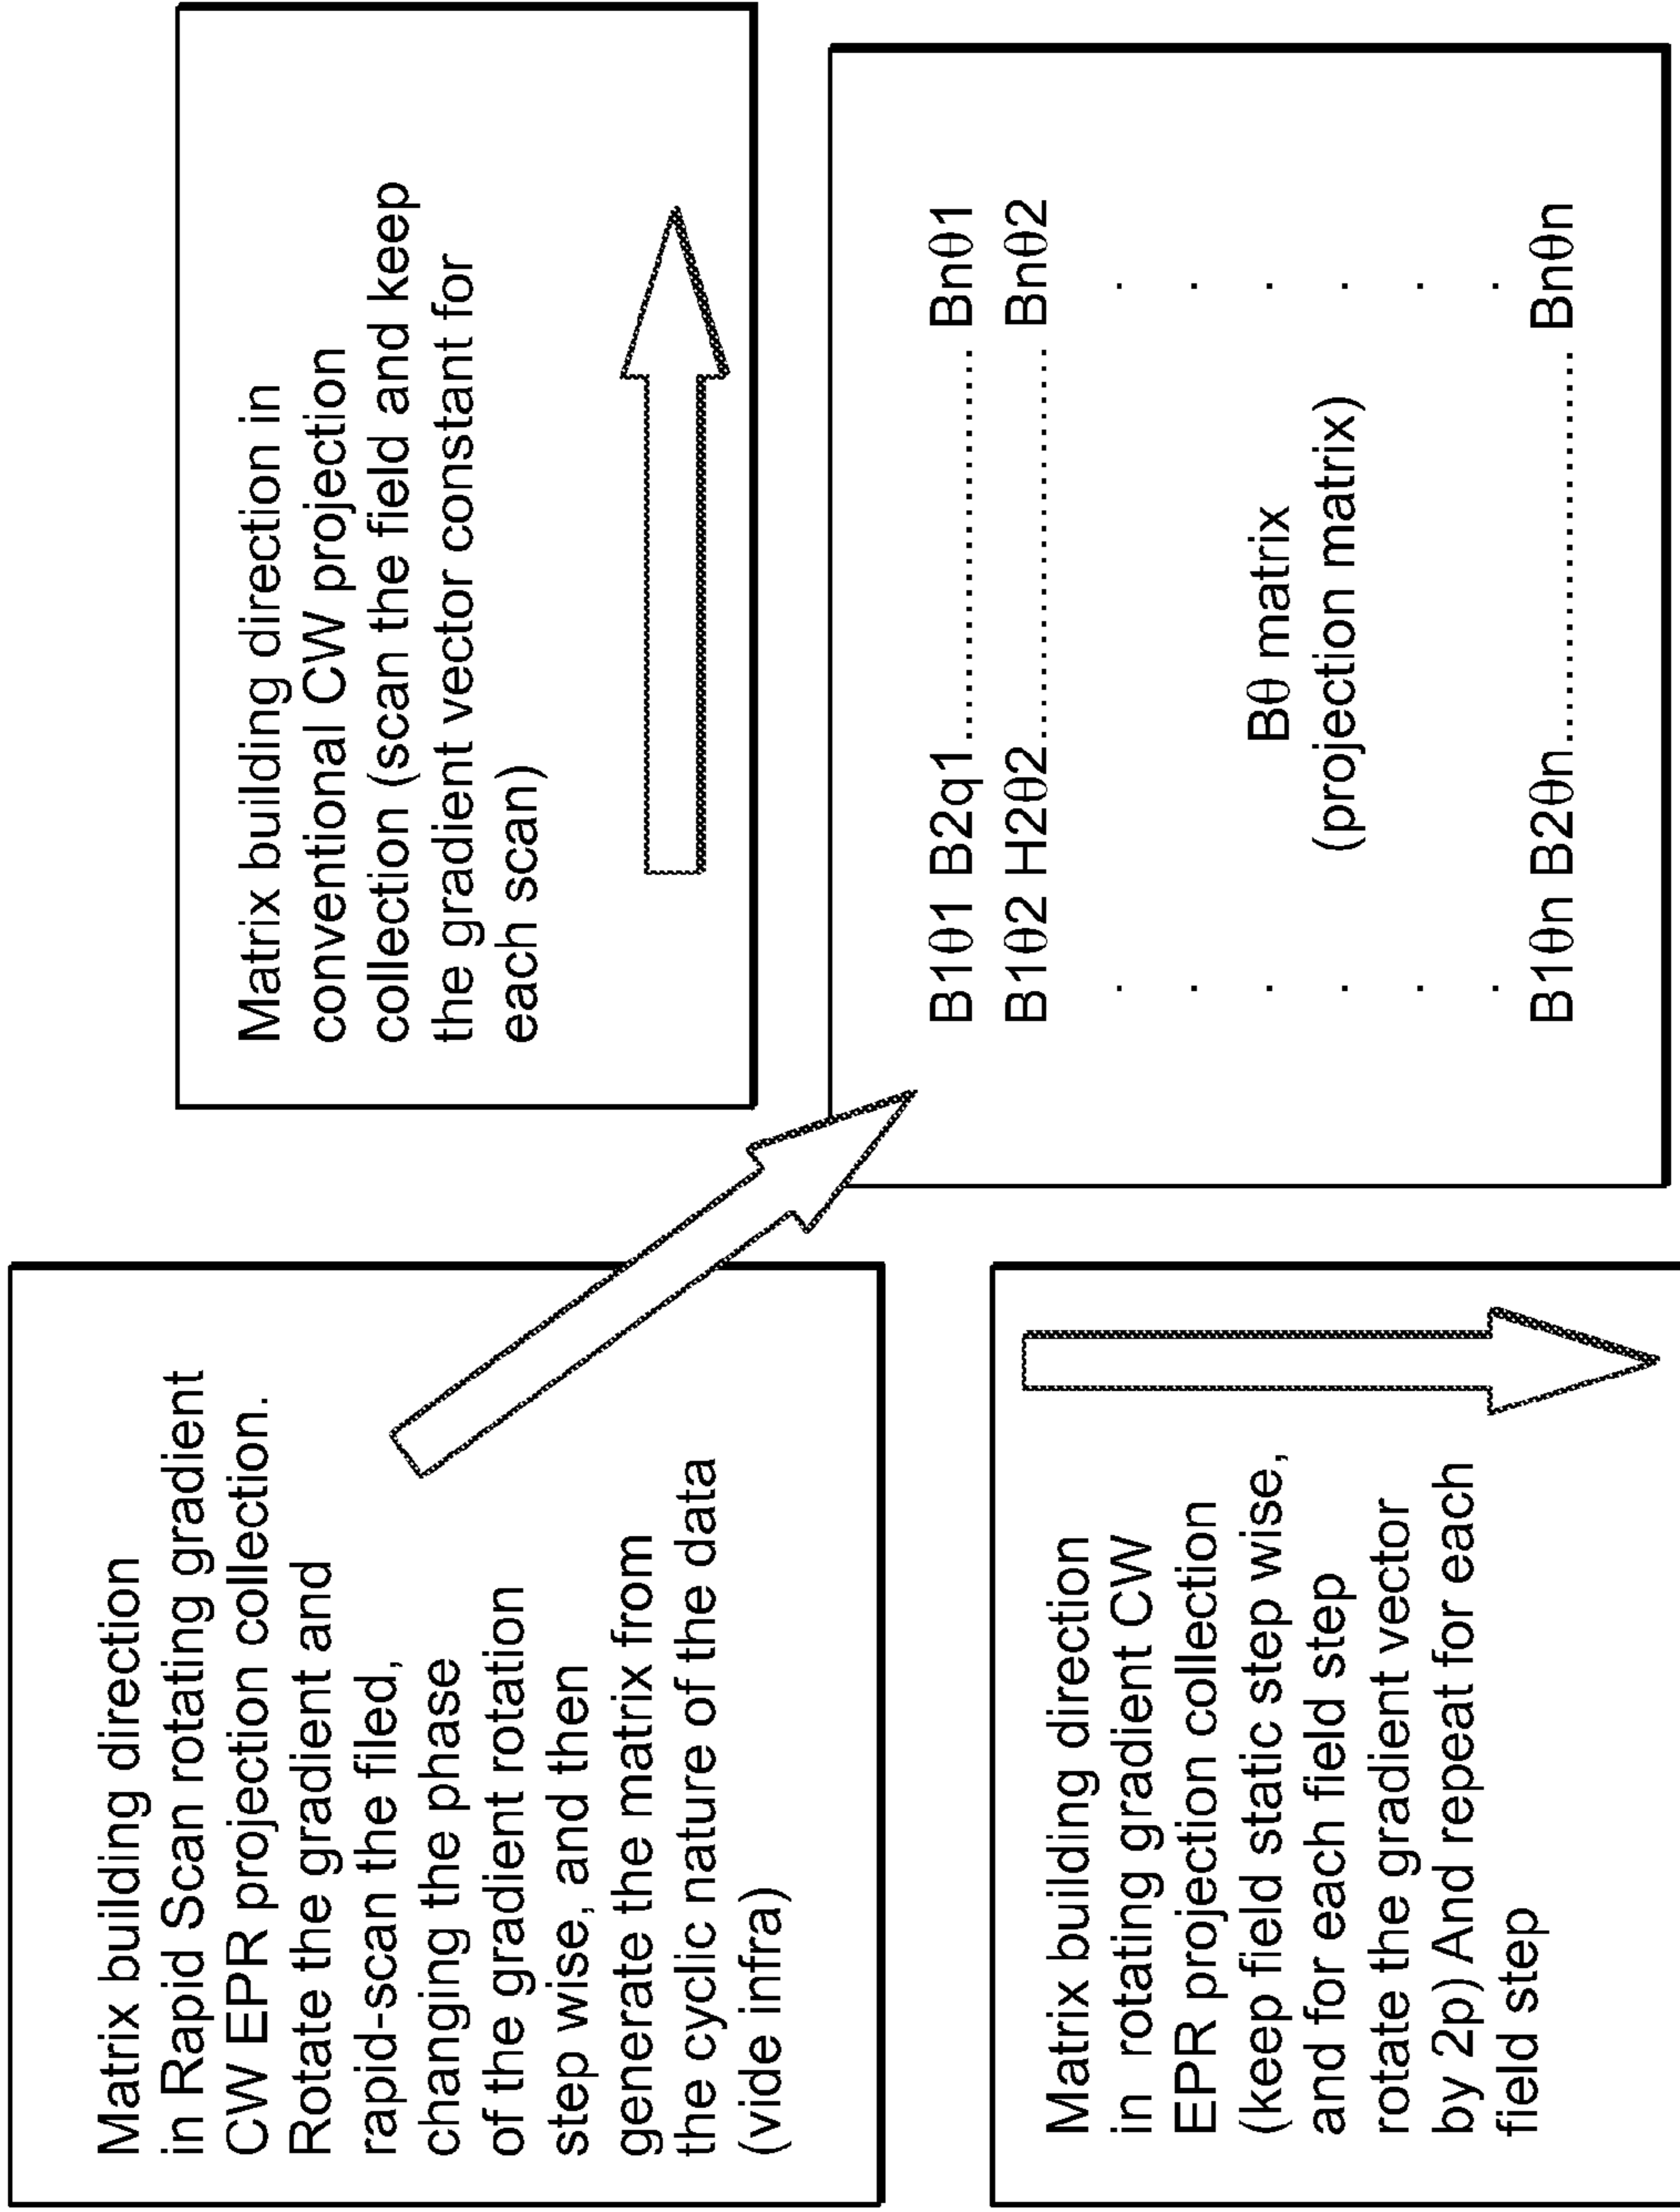 Matrix building direction
in Rapid Scan rotating gradient
CW EPR projection collection.
Rotate the gradient and
rapid-scan the filed,
changing the phase
of the gradient rotation
step wise, and then
generate the matrix from
the cyclic nature of the data
(vide infra)
Matrix building direction in
conventional CW projection
collection (scan the field and keep
the gradient vector constant for
each scan)
Matrix building direction
in rotating gradient CW
EPR projection collection
(keep field static step wise,
and for each field step
rotate the gradient vector
by 2p) And repeat for each
field step
B1θ1 B2q1........................... Bnθ1
B1θ2 H2θ2........................... Bnθ2
Bθ matrix
(projection matrix)
B1θn B2θn........................... Bnθn